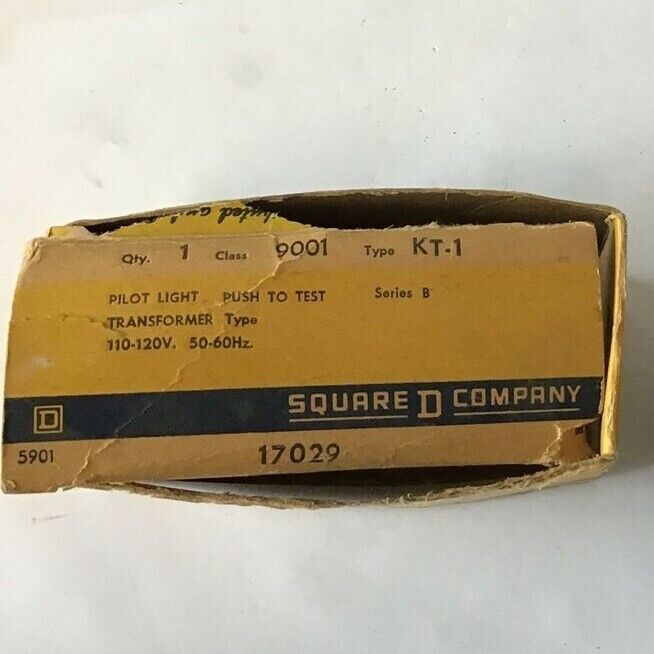 Qty. 1 Class 9001 Type KT-1
PILOT LIGHT PUSH TO TEST Series B
TRANSFORMER Type
110-120V. 50-60Hz.
D SQUARE D COMPANY
5901 17029